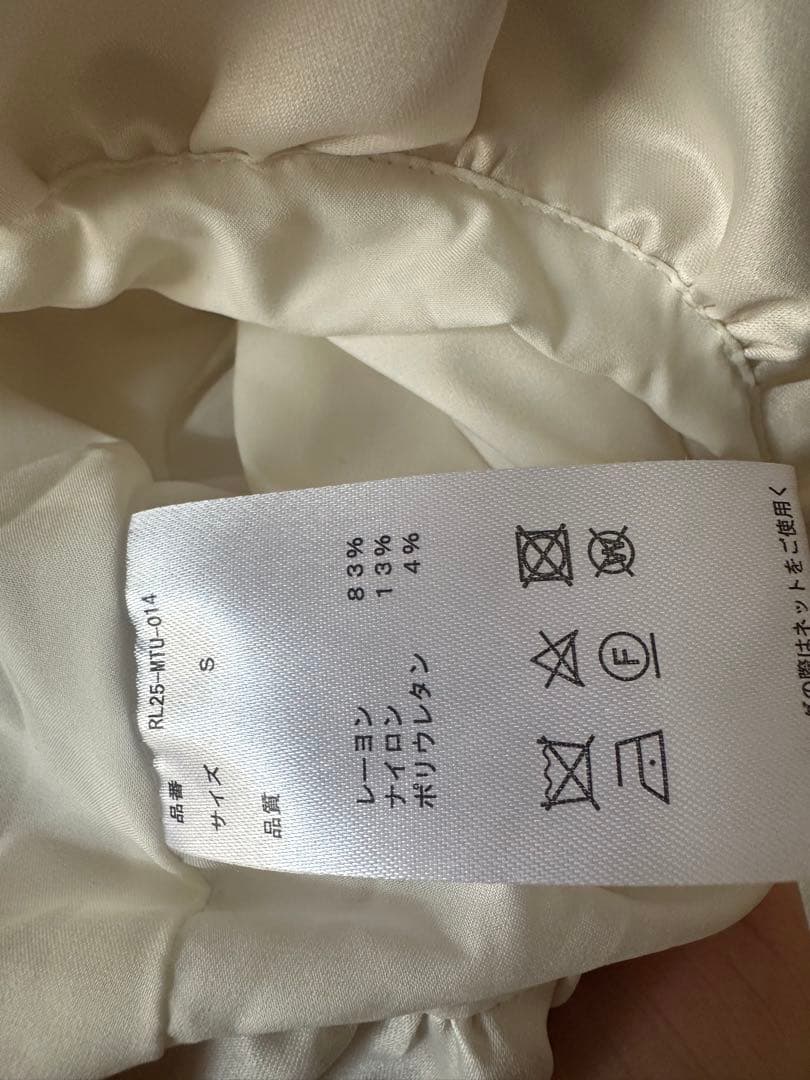 品番 RL25-MTU-014
サイズ S
品質
レーヨン 83%
ナイロン 13%
ポリウレタン 4%
F W
の際はネットをご使用く